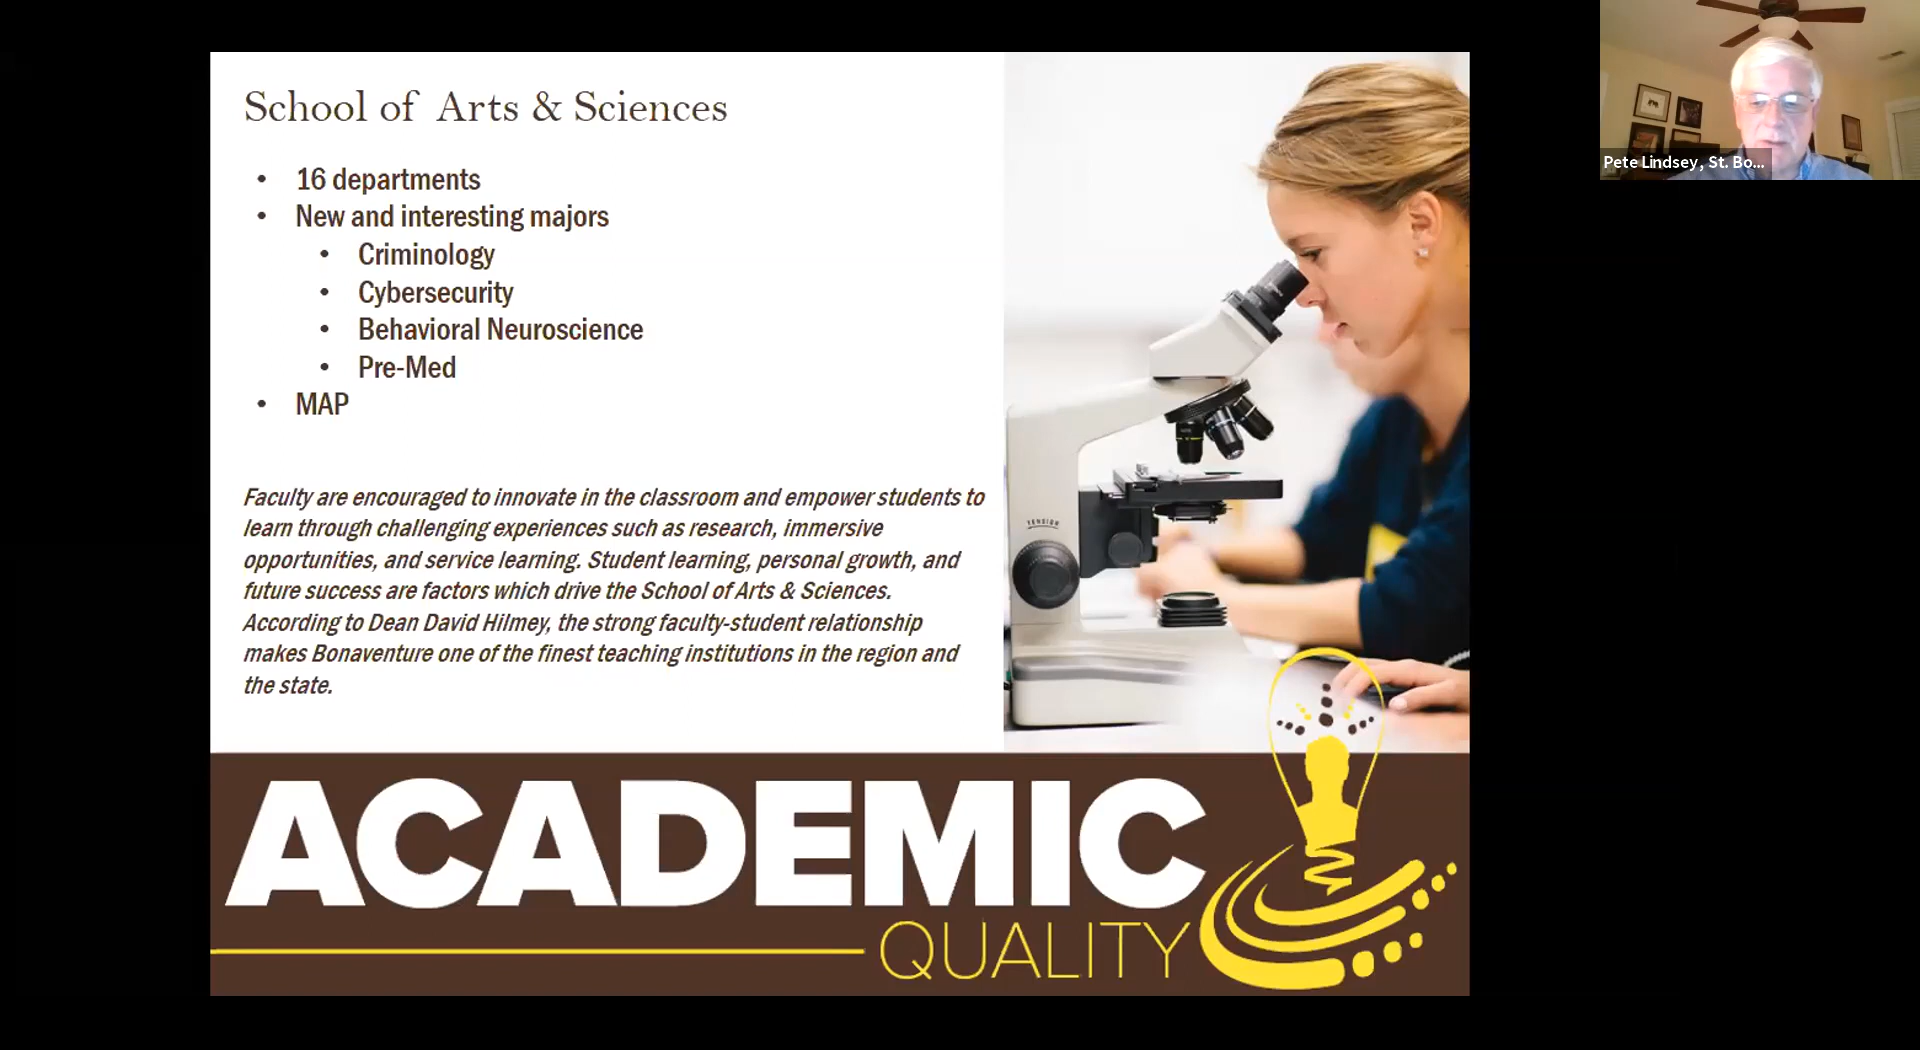 School of Arts & Sciences
• 16 departments
• New and interesting majors
• Criminology
• Cybersecurity
• Behavioral Neuroscience
• Pre-Med
• MAP
Faculty are encouraged to innovate in the classroom and empower students to
learn through challenging experiences such as research, immersive
opportunities, and service learning. Student learning, personal growth, and
future success are factors which drive the School of Arts & Sciences.
According to Dean David Hilmey, the strong faculty-student relationship
makes Bonaventure one of the finest teaching institutions in the region and
the state.
TENSION
ACADEMIC
QUALITY
Pete Lindsey, St. Bo...